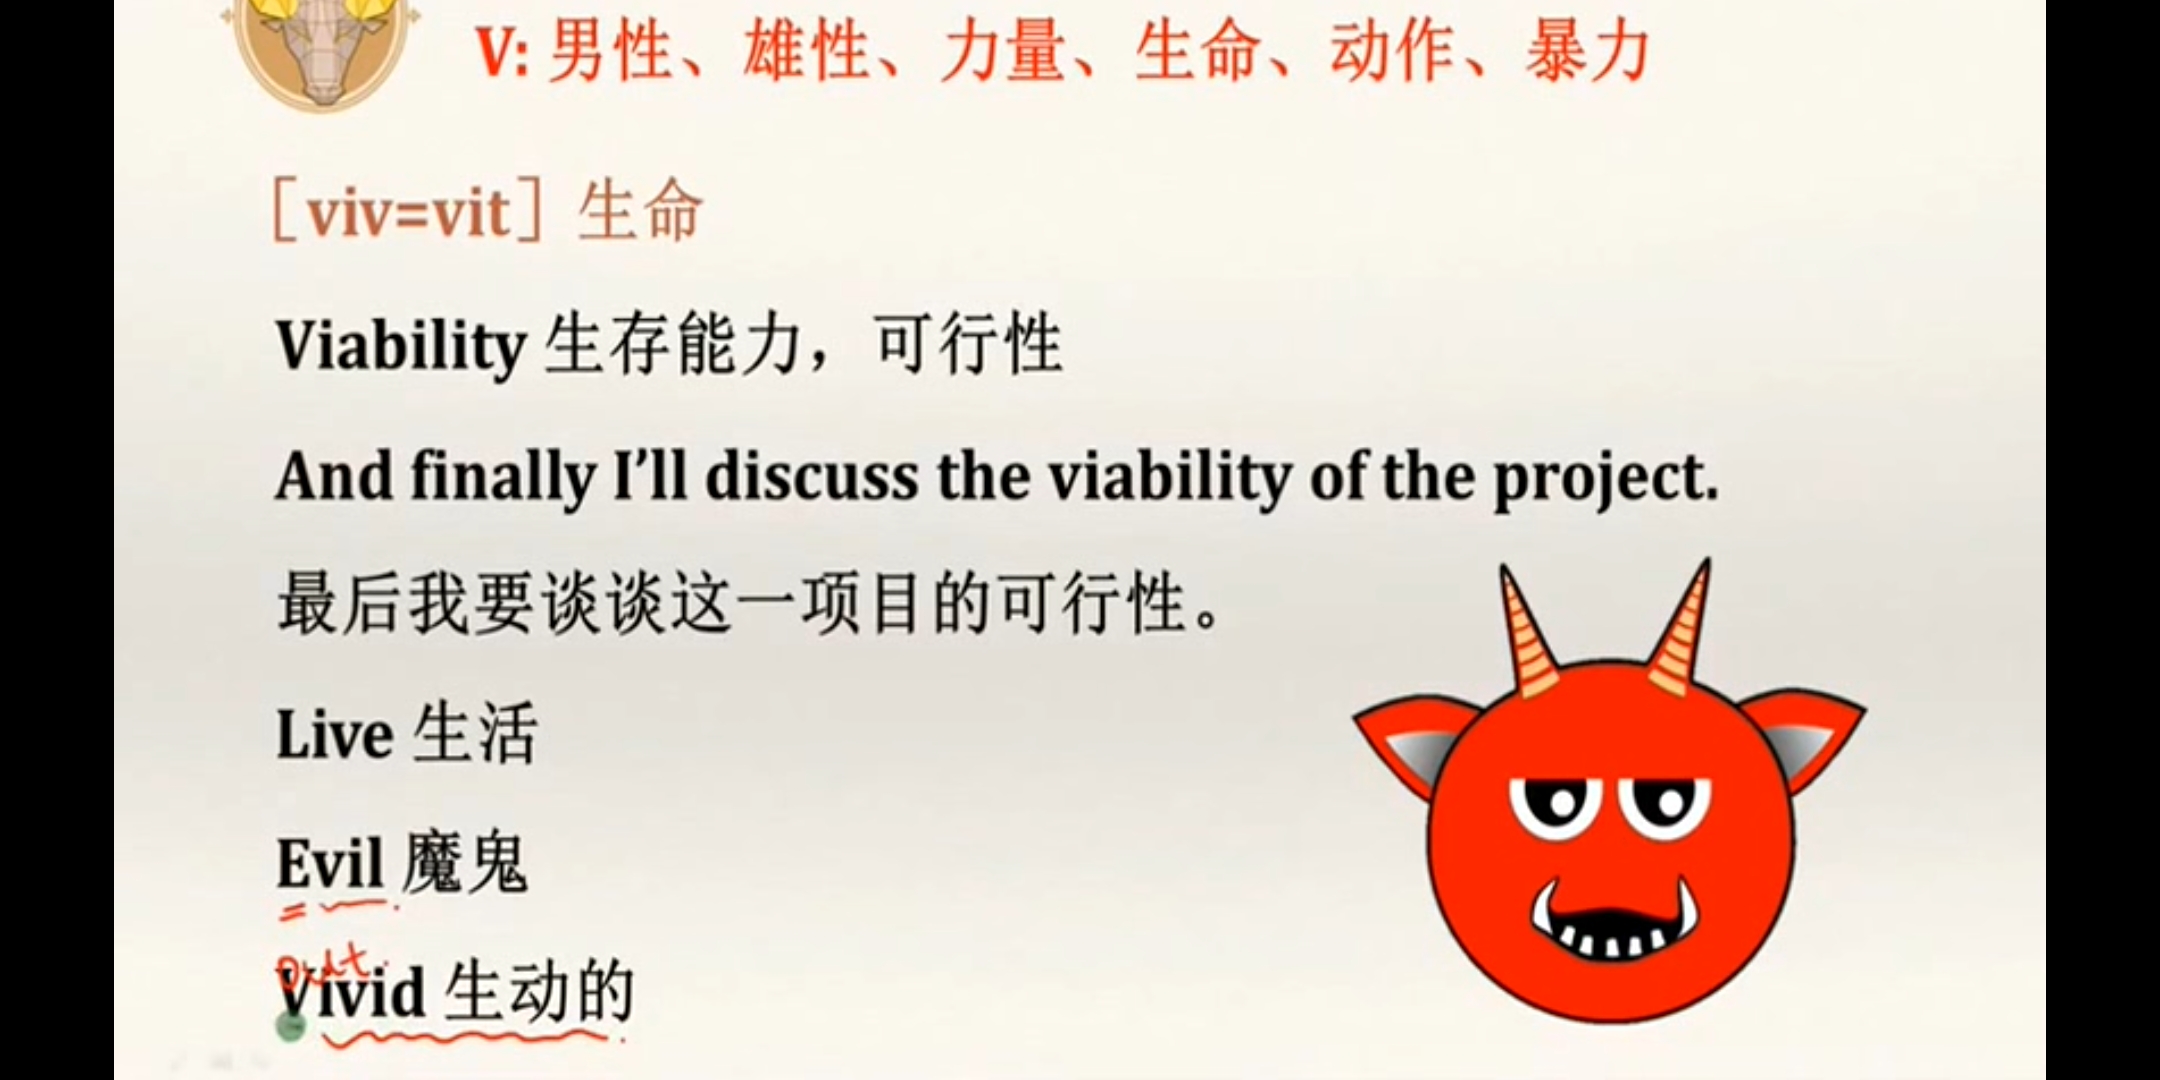 V: 男性、雄性、力量、生命、动作、暴力
［viv=vit］生命
Viability 生存能力，可行性
And finally I’ll discuss the viability of the project.
最后我要谈谈这一项目的可行性。
Live 生活
Evil 魔鬼
out.
Vivid 生动的